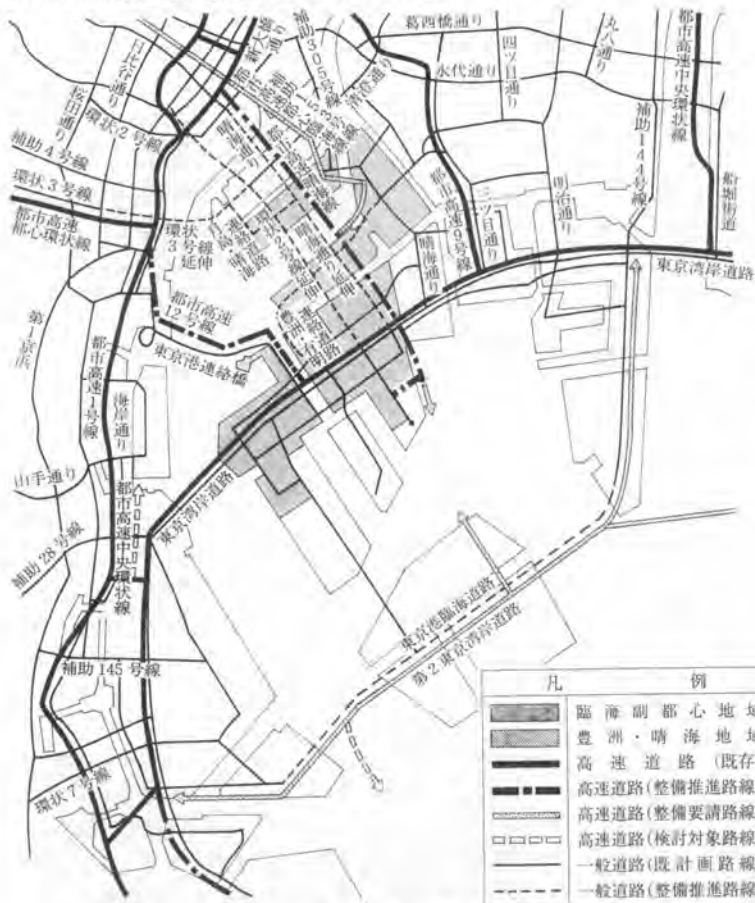 葛西橋通り
丸八通り
四ツ目通り
永代通り
都市高速中央環状線
船堀街道
補助144号線
補助305号線
清澄通り
新大橋通り
日比谷通り
桜田通り
環状2号線
補助4号線
環状3号線
都市高速都心環状線
晴海通り
環状3号線延伸
都市高速9号線
三ツ目通り
明治通り
晴海通り
東京湾岸道路
都市高速12号線
東京港連絡橋
第1京浜
都市高速1号線
海岸通り
山手通り
都市高速中央環状線
東京湾岸道路
補助28号線
東京港臨海道路
第2東京湾岸道路
補助145号線
環状7号線
凡例
臨海副都心地
豊洲・晴海地
高速道路(既存
高速道路(整備推進路線
高速道路(整備要請路線
高速道路(検討対象路線
一般道路(既計画路線
一般道路(整備推進路線